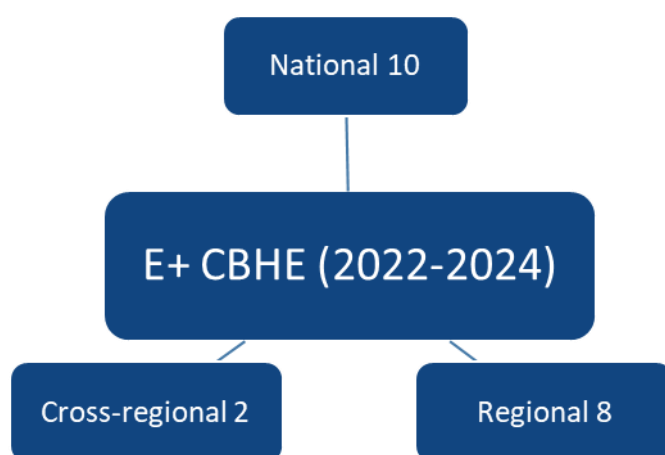 National 10
E+ CBHE (2022-2024)
Cross-regional 2
Regional 8